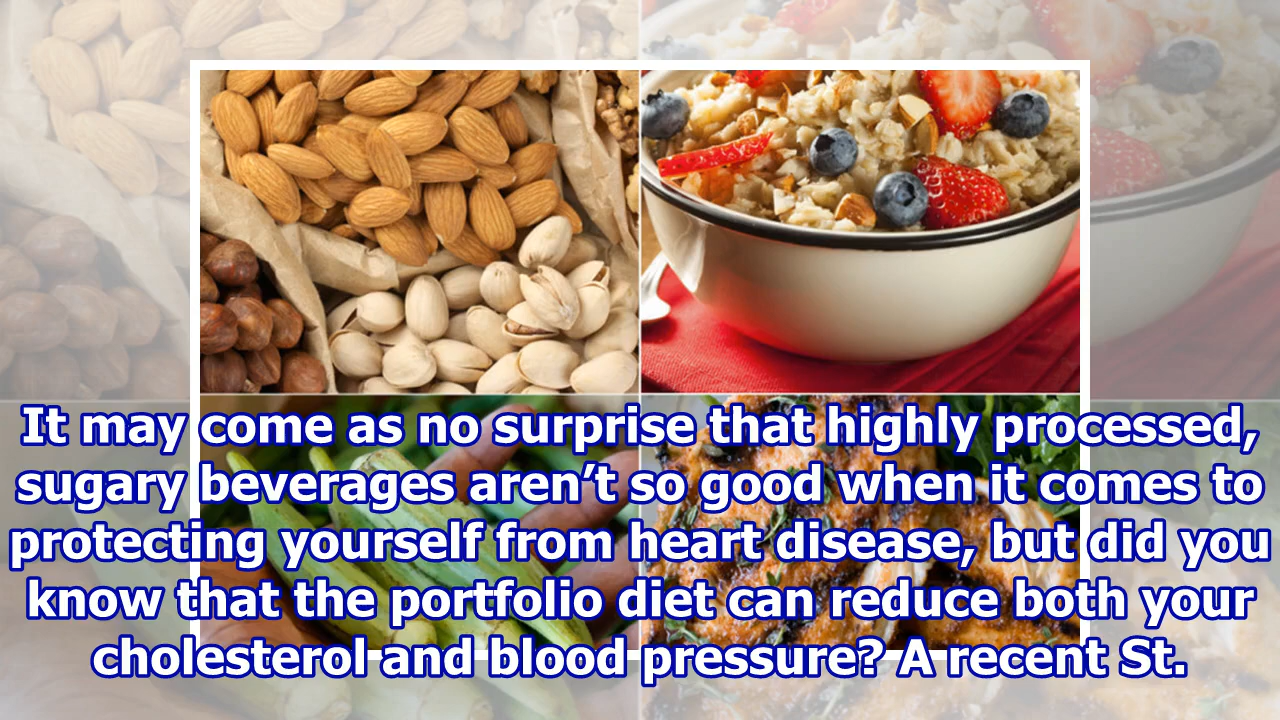 It may come as no surprise that highly processed,
sugary beverages aren’t so good when it comes to
protecting yourself from heart disease, but did you
know that the portfolio diet can reduce both your
cholesterol and blood pressure? A recent St.